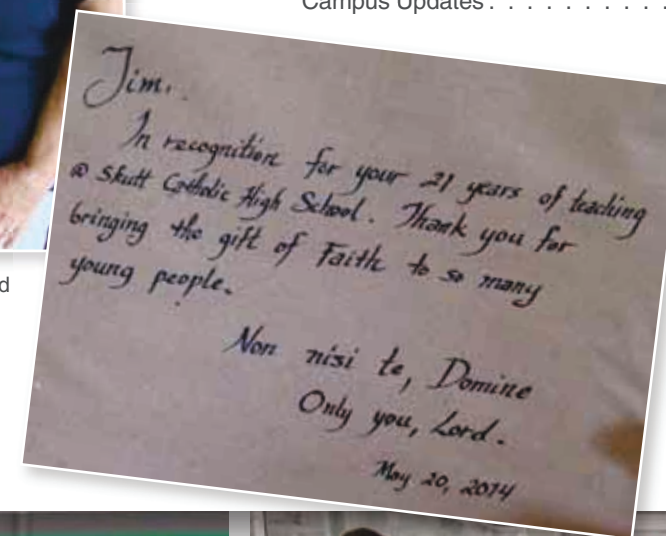 Campus Updates . . . . . . . . . .
d
Jim.
In recognition for your 21 years of teaching
@ Skutt Catholic High School. Thank you for
bringing the gift of Faith to so many
young people.
Non nisi te, Domine
Only you, Lord.
May 20, 2014